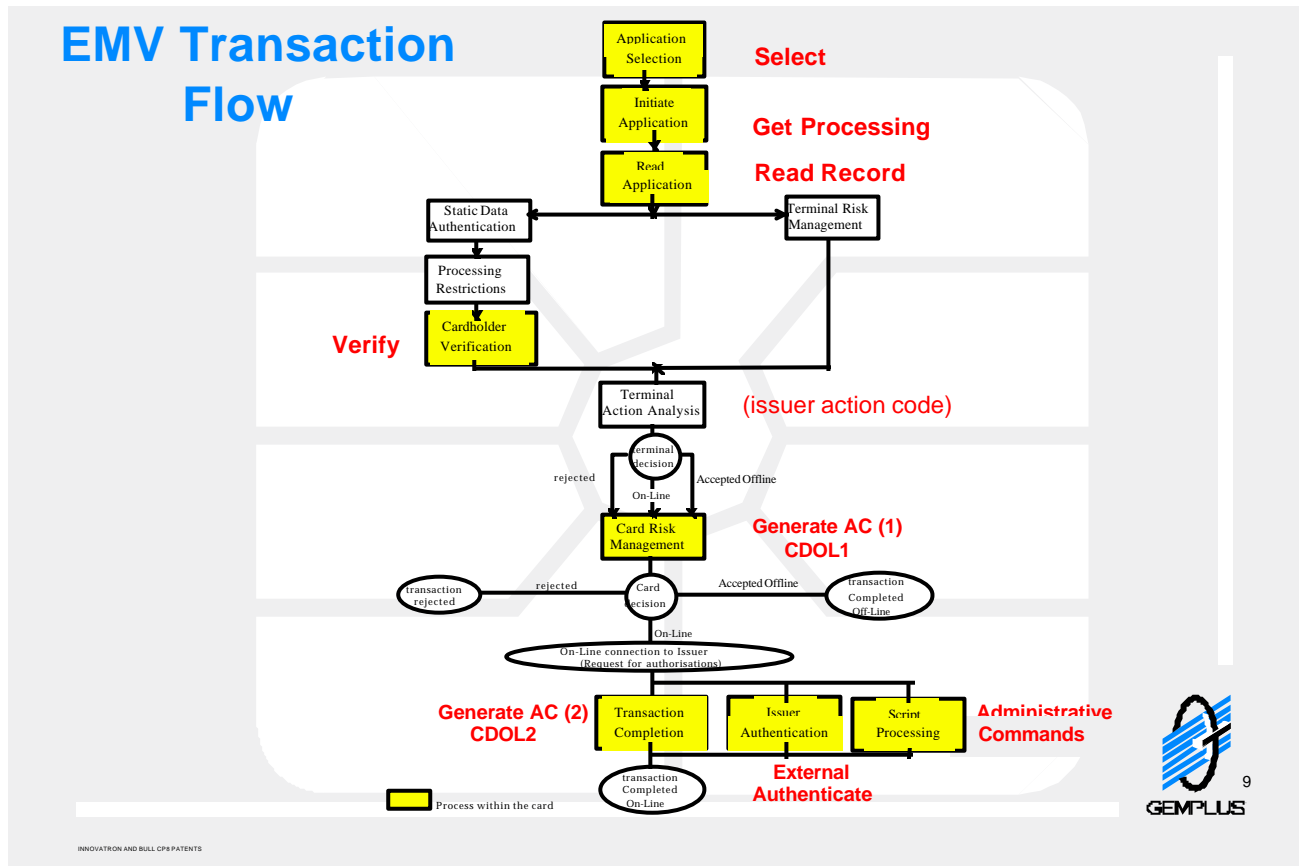 EMV Transaction
Flow
Application
Selection
Select
Initiate
Application
Get Processing
Read
Application
Read Record
Static Data
Authentication
Terminal Risk
Management
Processing
Restrictions
Cardholder
Verification
Verify
Terminal
Action Analysis
(issuer action code)
terminal
decision
rejected
On-Line
Accepted Offline
Card Risk
Management
Generate AC (1)
CDOL1
transaction
rejected
rejected
Card
decision
Accepted Offline
transaction
Completed
Off-Line
On-Line
On-Line connection to Issuer
(Request for authorisations)
Generate AC (2)
CDOL2
Transaction
Completion
Issuer
Authentication
Script
Processing
Administrative
Commands
External
Authenticate
transaction
Completed
On-Line
Process within the card
9
GEMPLUS
INNOVATRON AND BULL CP8 PATENTS